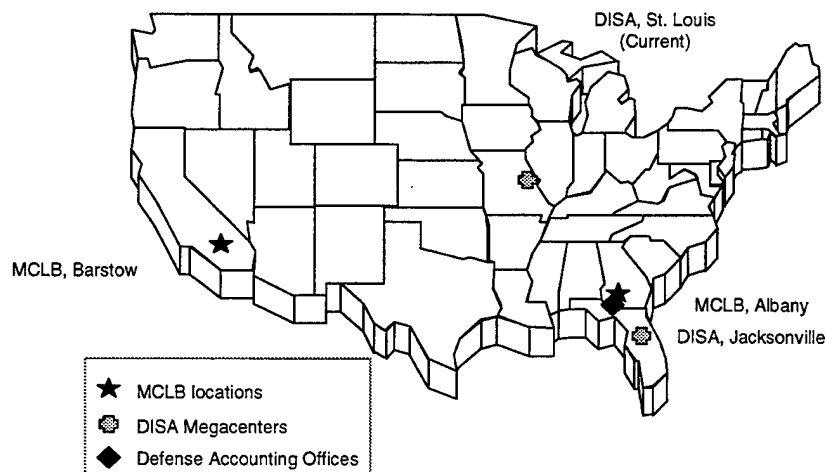 DISA, St. Louis
(Current)
MCLB, Barstow
MCLB, Albany
DISA, Jacksonville
MCLB locations
DISA Megacenters
Defense Accounting Offices